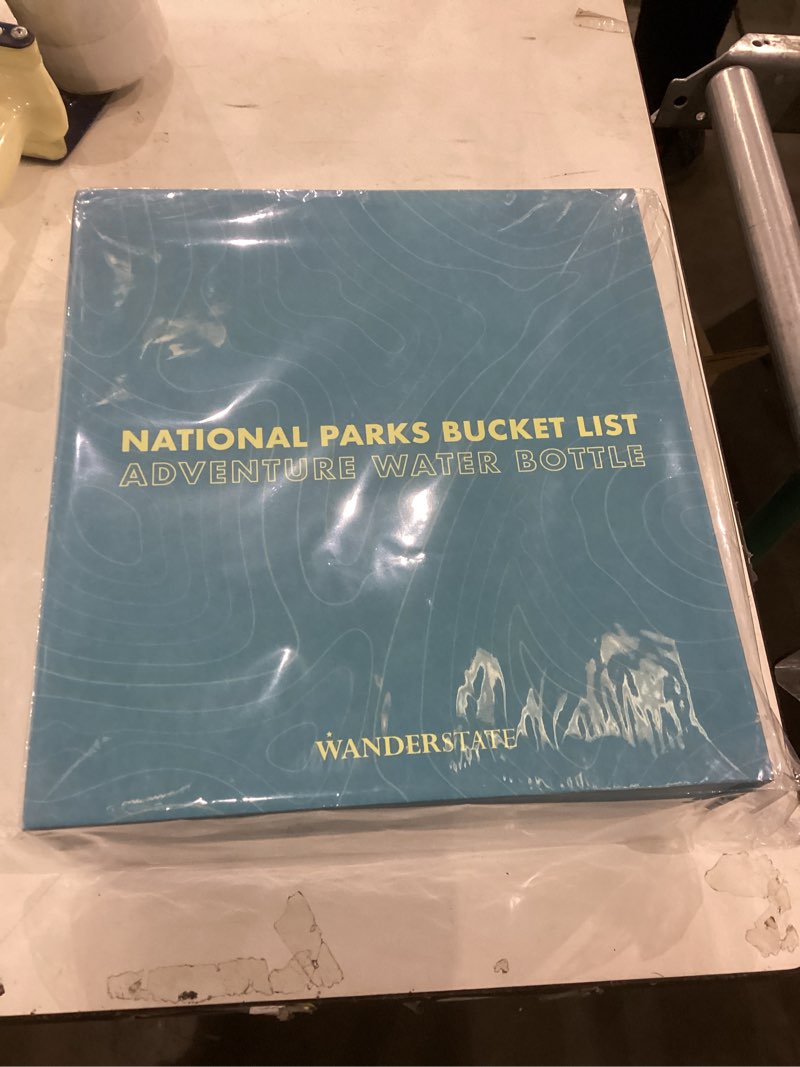 NATIONAL PARKS BUCKET LIST
ADVENTURE WATER BOTTLE
WANDERSTATE